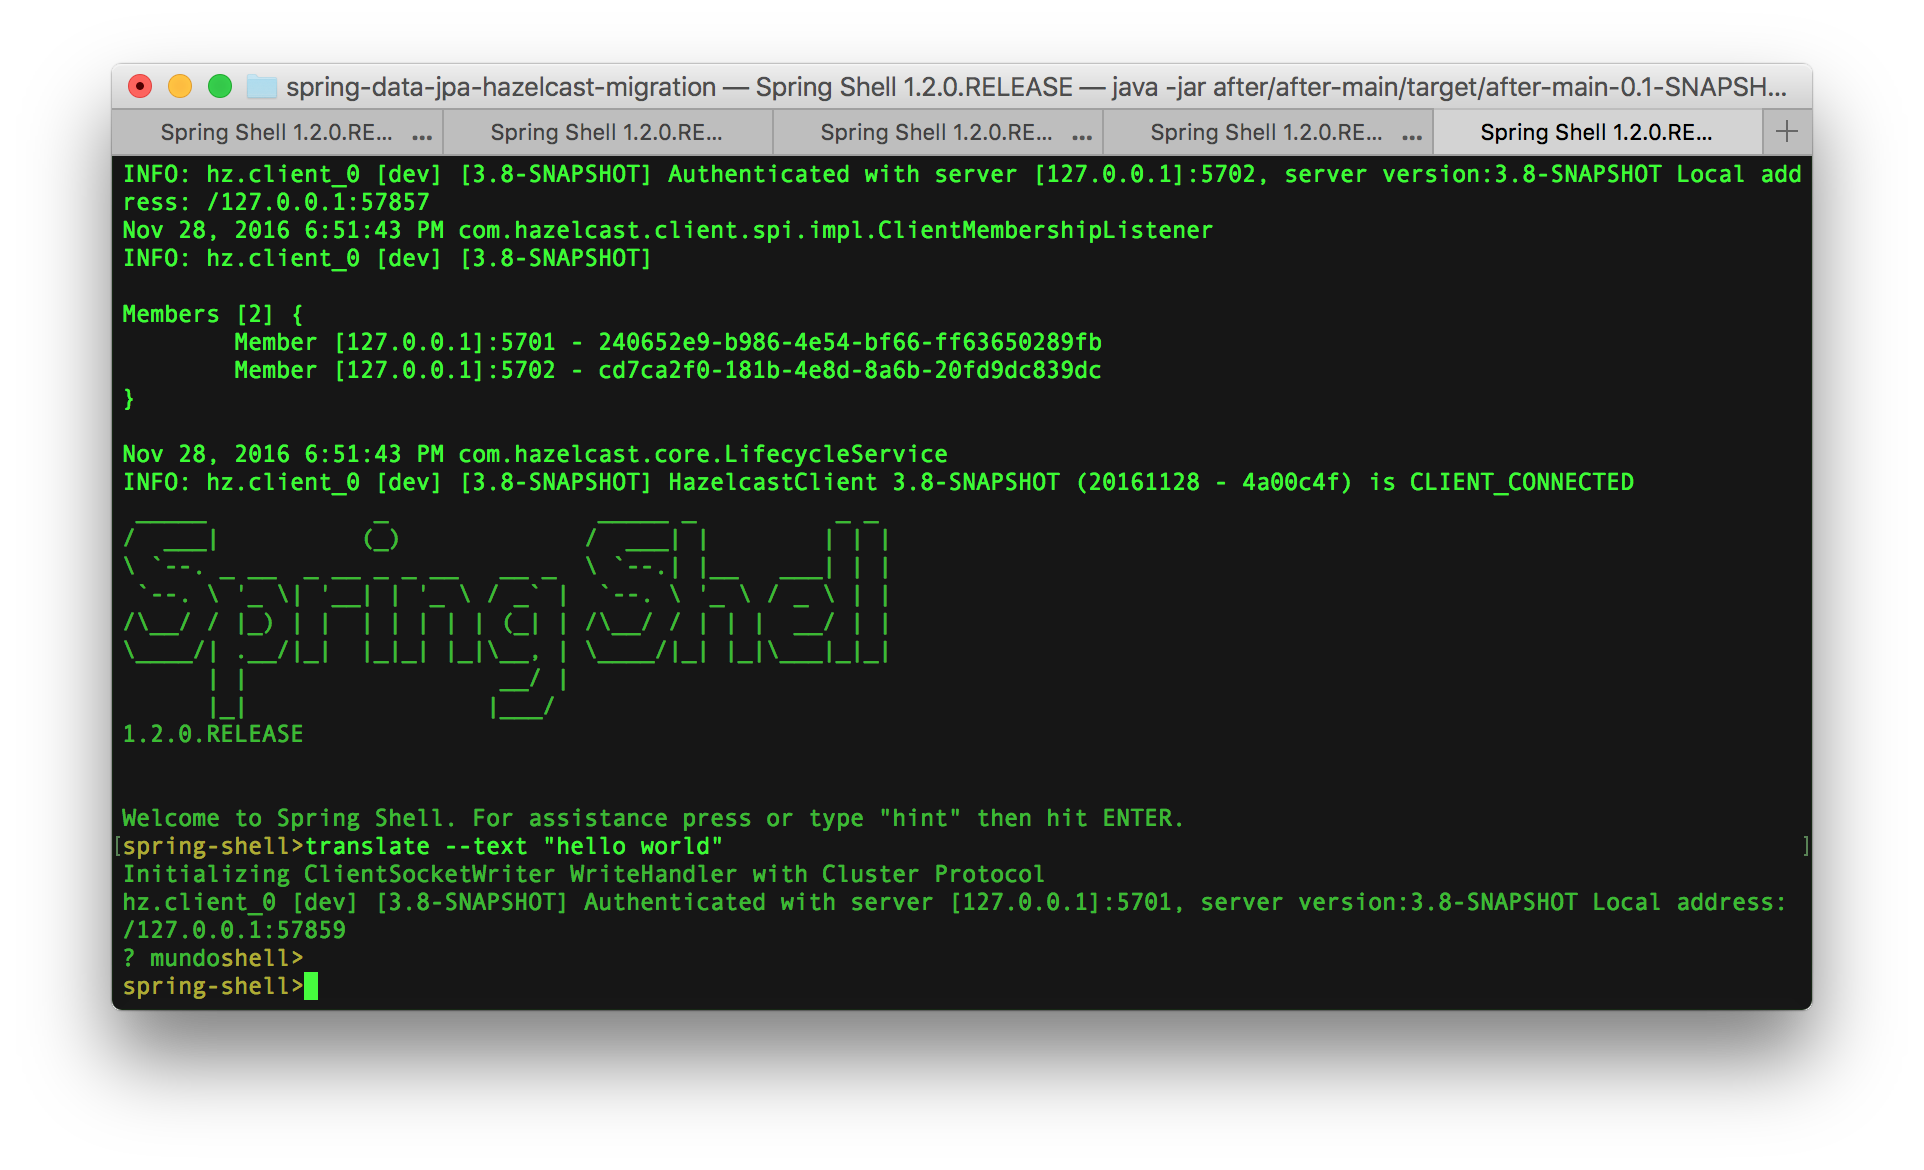 spring-data-jpa-hazelcast-migration — Spring Shell 1.2.0.RELEASE — java -jar after/after-main/target/after-main-0.1-SNAPSH...
Spring Shell 1.2.0.RE... ... Spring Shell 1.2.0.RE... Spring Shell 1.2.0.RE... ... Spring Shell 1.2.0.RE... ... Spring Shell 1.2.0.RE... +
INFO: hz.client_0 [dev] [3.8-SNAPSHOT] Authenticated with server [127.0.0.1]:5702, server version:3.8-SNAPSHOT Local add
ress: /127.0.0.1:57857
Nov 28, 2016 6:51:43 PM com.hazelcast.client.spi.impl.ClientMembershipListener
INFO: hz.client_0 [dev] [3.8-SNAPSHOT]
Members [2] {
Member [127.0.0.1]:5701 - 240652e9-b986-4e54-bf66-ff63650289fb
Member [127.0.0.1]:5702 - cd7ca2f0-181b-4e8d-8a6b-20fd9dc839dc
}
Nov 28, 2016 6:51:43 PM com.hazelcast.core.LifecycleService
INFO: hz.client_0 [dev] [3.8-SNAPSHOT] HazelcastClient 3.8-SNAPSHOT (20161128 - 4a00c4f) is CLIENT_CONNECTED
Spring Shell
1.2.0.RELEASE
Welcome to Spring Shell. For assistance press or type "hint" then hit ENTER.
[spring-shell>translate --text "hello world" ]
Initializing ClientSocketWriter WriteHandler with Cluster Protocol
hz.client_0 [dev] [3.8-SNAPSHOT] Authenticated with server [127.0.0.1]:5701, server version:3.8-SNAPSHOT Local address:
/127.0.0.1:57859
? mundoshell>
spring-shell>